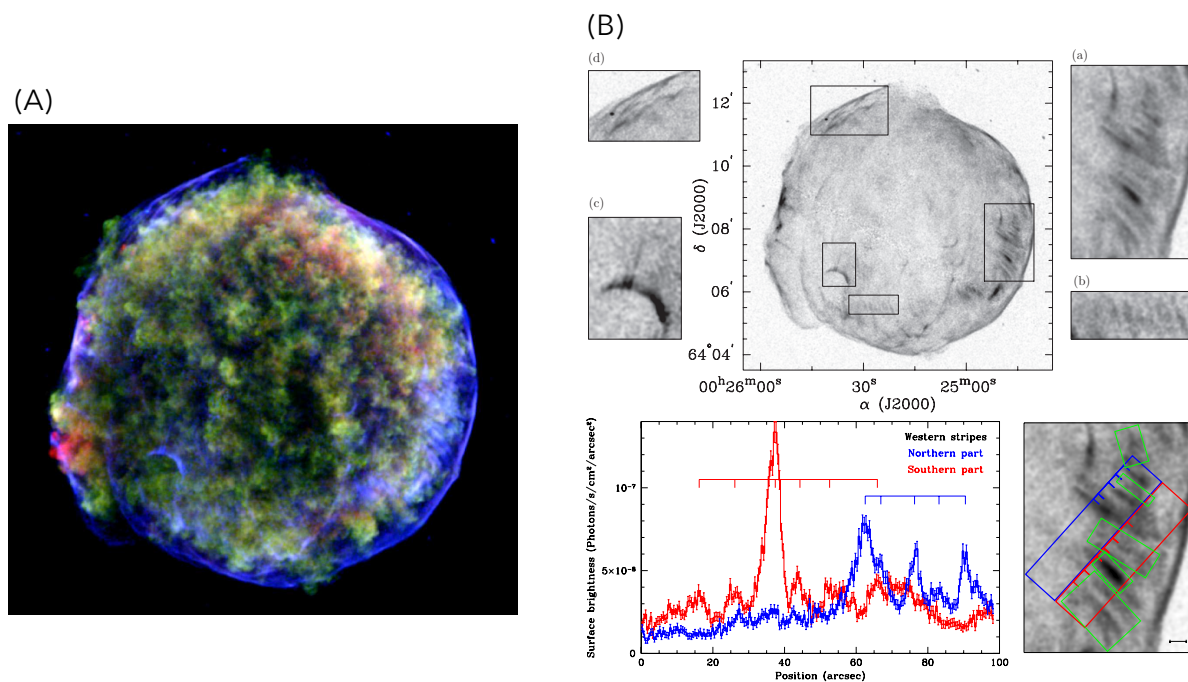 (A)
(B)
(d)
(c)
(a)
(b)
12′
10′
08′
06′
64° 04′
δ (J2000)
00ʰ26ᵐ00ˢ 30ˢ 25ᵐ00ˢ
α (J2000)
Surface brightness (Photons/s/cm²/arcsec²)
10⁻⁷
5×10⁻⁸
0
Western stripes
Northern part
Southern part
0 20 40 60 80 100
Position (arcsec)